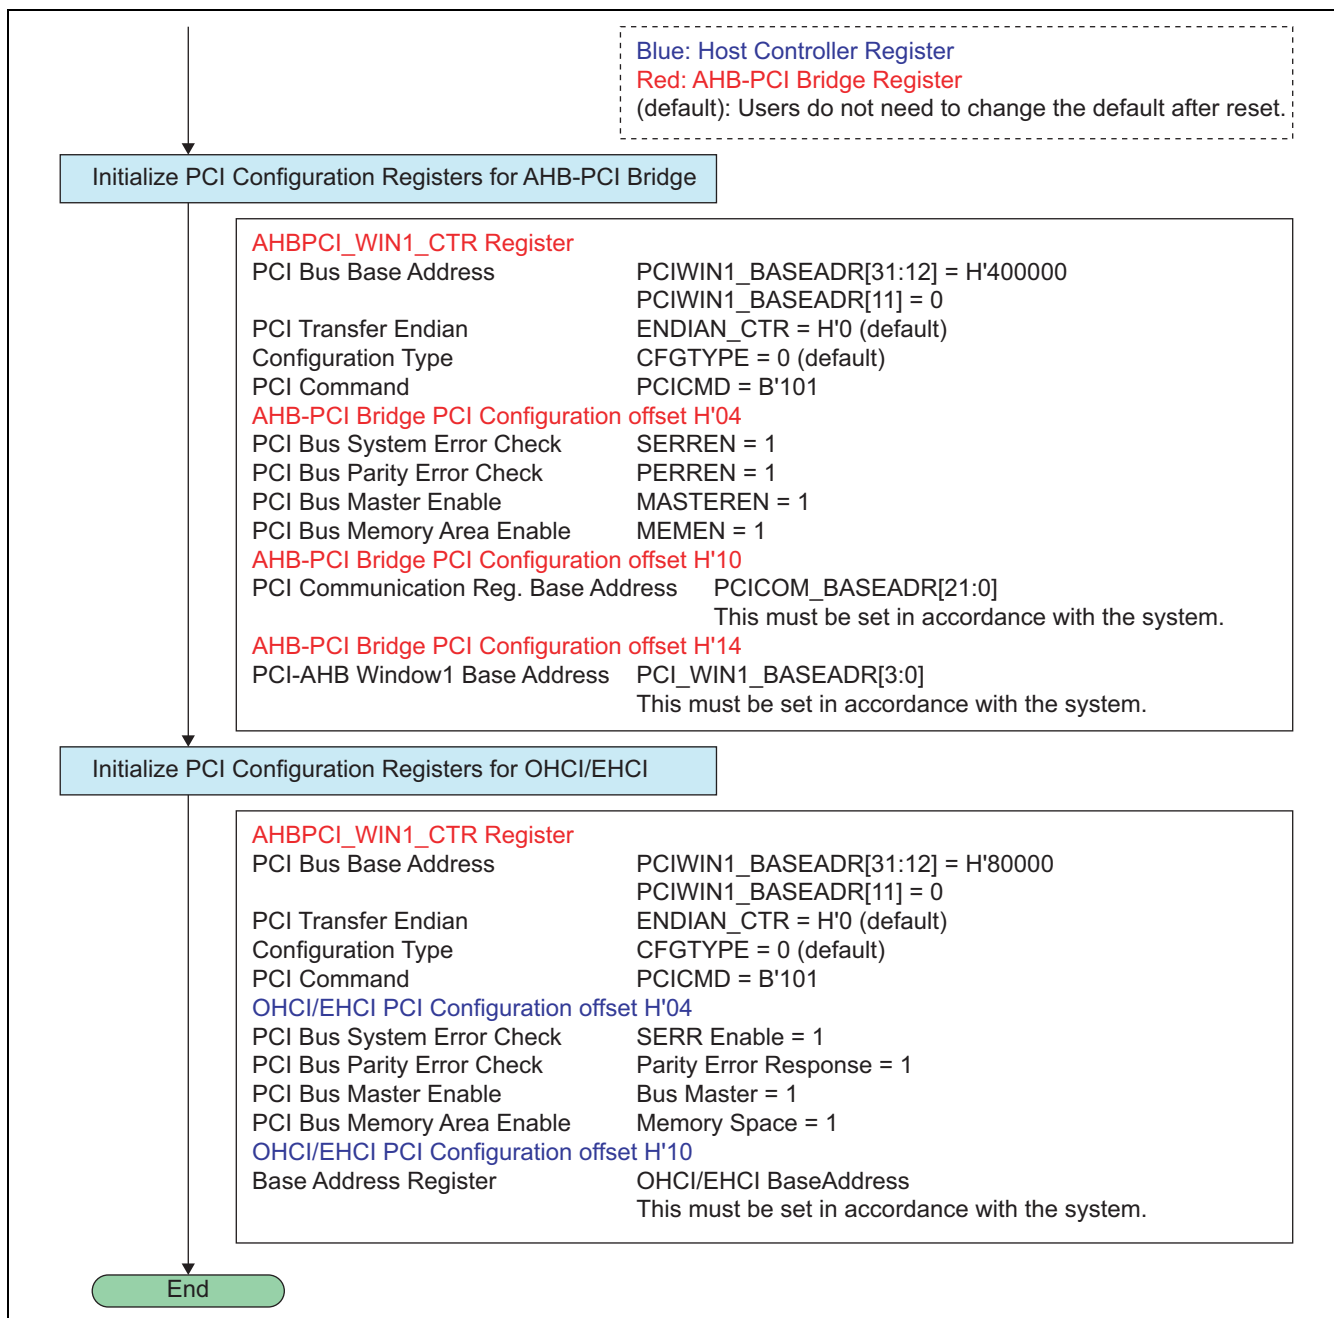 Blue: Host Controller Register
Red: AHB-PCI Bridge Register
(default): Users do not need to change the default after reset.
Initialize PCI Configuration Registers for AHB-PCI Bridge
AHBPCI_WIN1_CTR Register
PCI Bus Base Address PCIWIN1_BASEADR[31:12] = H'400000
PCIWIN1_BASEADR[11] = 0
PCI Transfer Endian ENDIAN_CTR = H'0 (default)
Configuration Type CFGTYPE = 0 (default)
PCI Command PCICMD = B'101
AHB-PCI Bridge PCI Configuration offset H'04
PCI Bus System Error Check SERREN = 1
PCI Bus Parity Error Check PERREN = 1
PCI Bus Master Enable MASTEREN = 1
PCI Bus Memory Area Enable MEMEN = 1
AHB-PCI Bridge PCI Configuration offset H'10
PCI Communication Reg. Base Address PCICOM_BASEADR[21:0]
This must be set in accordance with the system.
AHB-PCI Bridge PCI Configuration offset H'14
PCI-AHB Window1 Base Address PCI_WIN1_BASEADR[3:0]
This must be set in accordance with the system.
Initialize PCI Configuration Registers for OHCI/EHCI
AHBPCI_WIN1_CTR Register
PCI Bus Base Address PCIWIN1_BASEADR[31:12] = H'80000
PCIWIN1_BASEADR[11] = 0
PCI Transfer Endian ENDIAN_CTR = H'0 (default)
Configuration Type CFGTYPE = 0 (default)
PCI Command PCICMD = B'101
OHCI/EHCI PCI Configuration offset H'04
PCI Bus System Error Check SERR Enable = 1
PCI Bus Parity Error Check Parity Error Response = 1
PCI Bus Master Enable Bus Master = 1
PCI Bus Memory Area Enable Memory Space = 1
OHCI/EHCI PCI Configuration offset H'10
Base Address Register OHCI/EHCI BaseAddress
This must be set in accordance with the system.
End